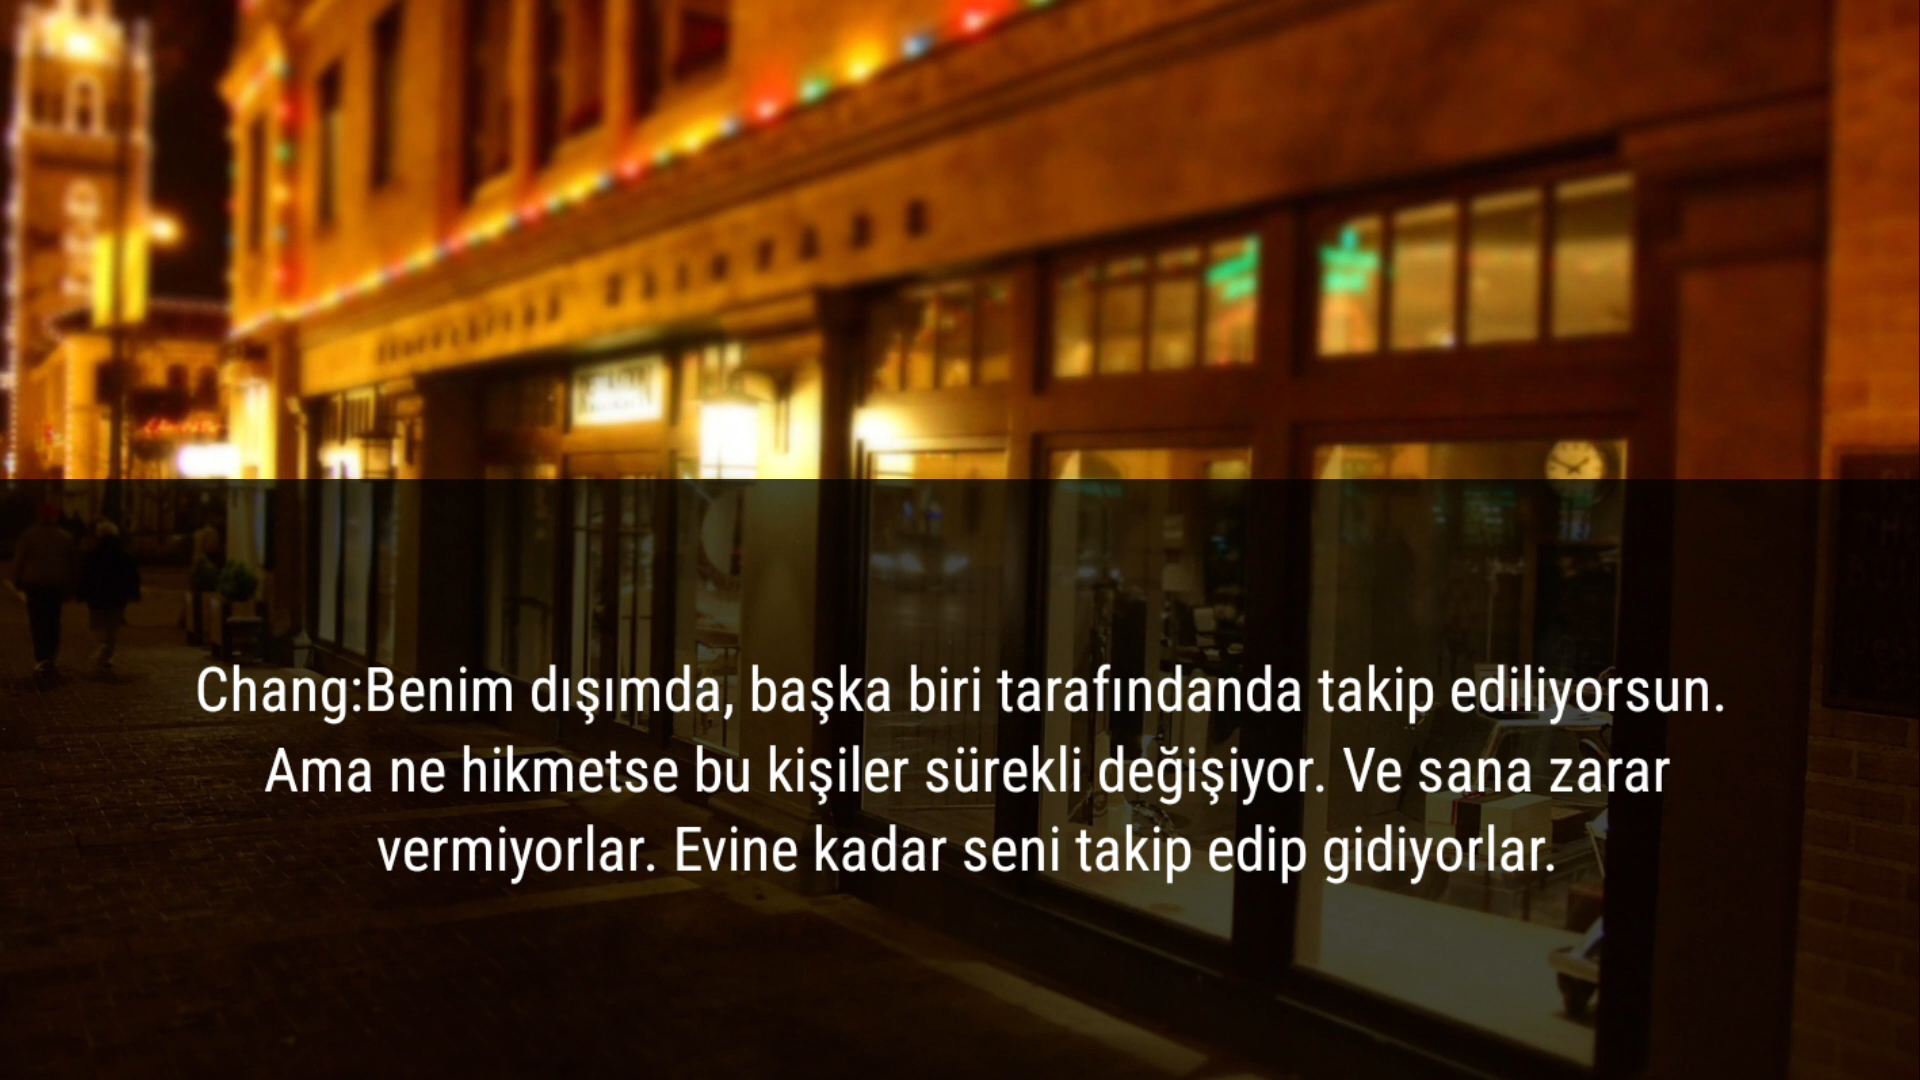 Chang:Benim dışımda, başka biri tarafındanda takip ediliyorsun.
Ama ne hikmetse bu kişiler sürekli değişiyor. Ve sana zarar
vermiyorlar. Evine kadar seni takip edip gidiyorlar.